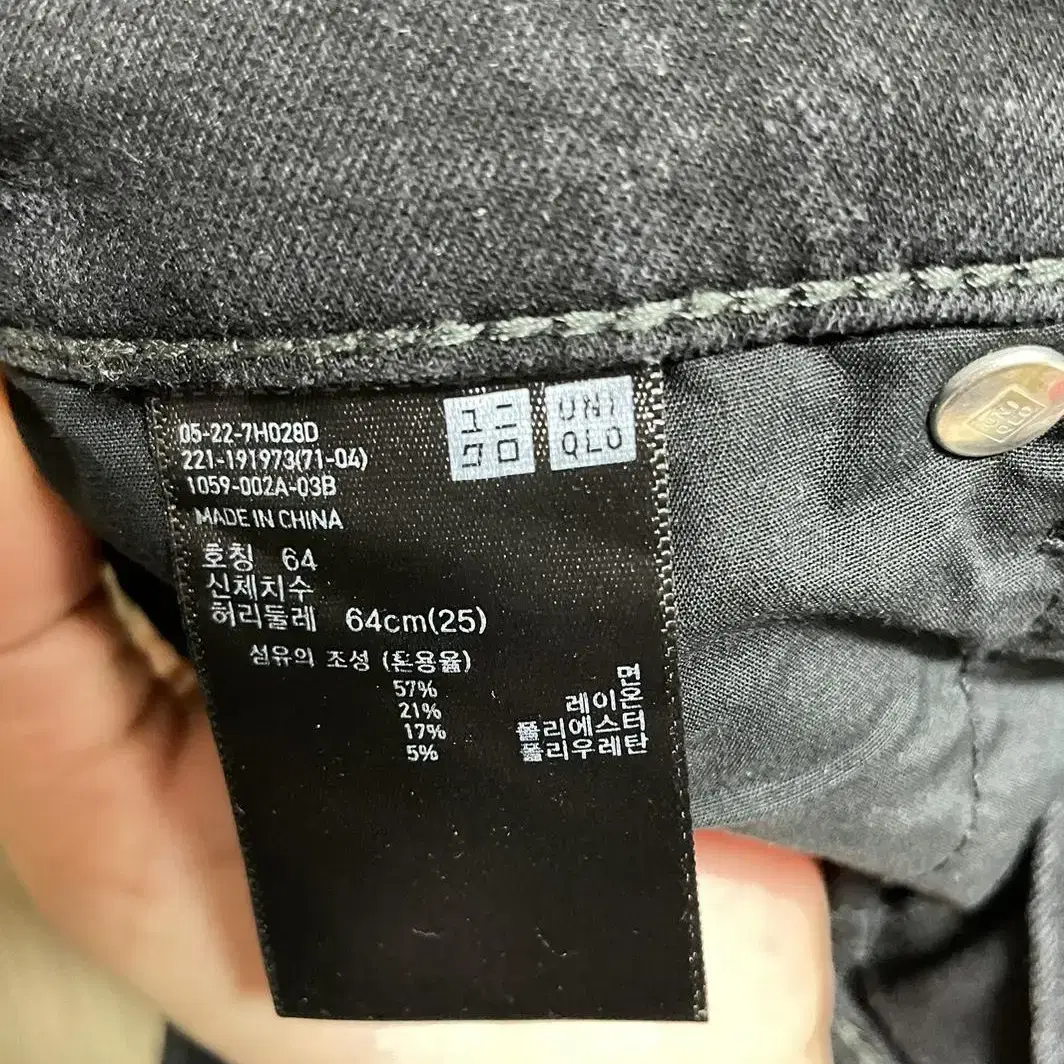 05-22-7H028D
221-191973(71-04)
1059-002A-03B
MADE IN CHINA
ユニ
クロ
UNI
QLO
호칭 64
신체치수
허리둘레 64cm(25)
섬유의 조성 (혼용율)
57% 면
21% 레이온
17% 폴리에스터
5% 폴리우레탄
UNI
QLO